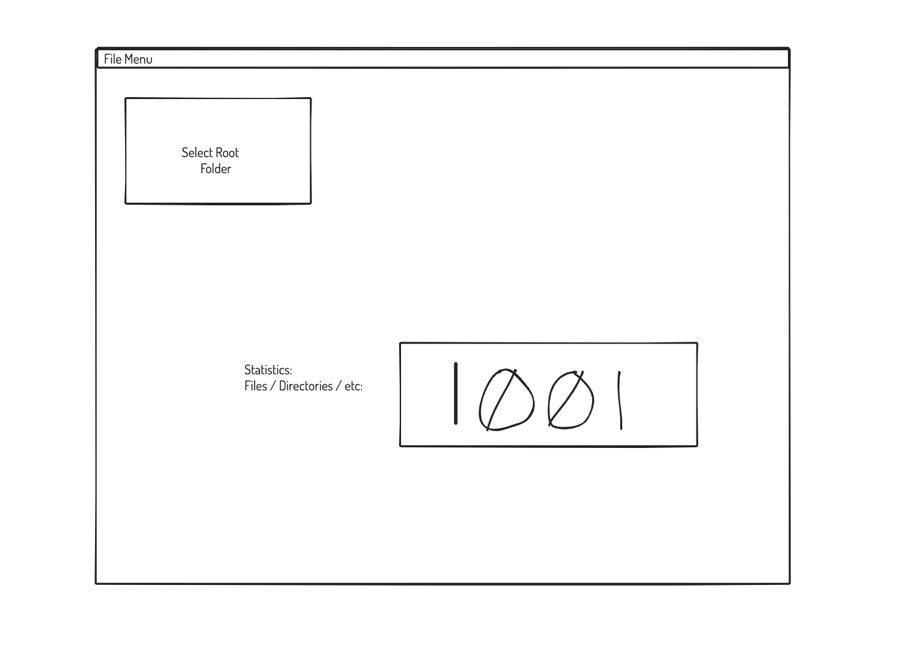 File Menu
Select Root
Folder
Statistics:
Files / Directories / etc:
1001